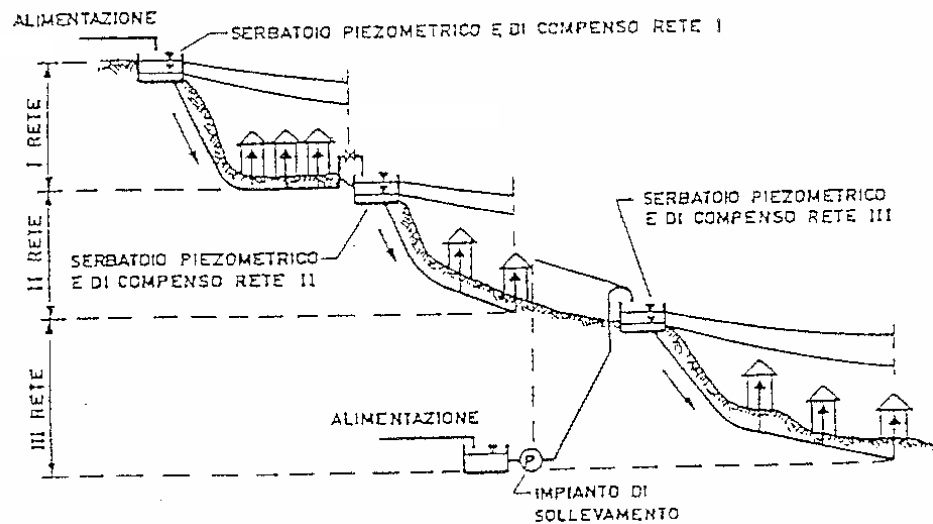 ALIMENTAZIONE
SERBATOIO PIEZOMETRICO E DI COMPENSO RETE I
I RETE
II RETE
III RETE
SERBATOIO PIEZOMETRICO
E DI COMPENSO RETE III
SERBATOIO PIEZOMETRICO
E DI COMPENSO RETE II
ALIMENTAZIONE
P
IMPIANTO DI
SOLLEVAMENTO